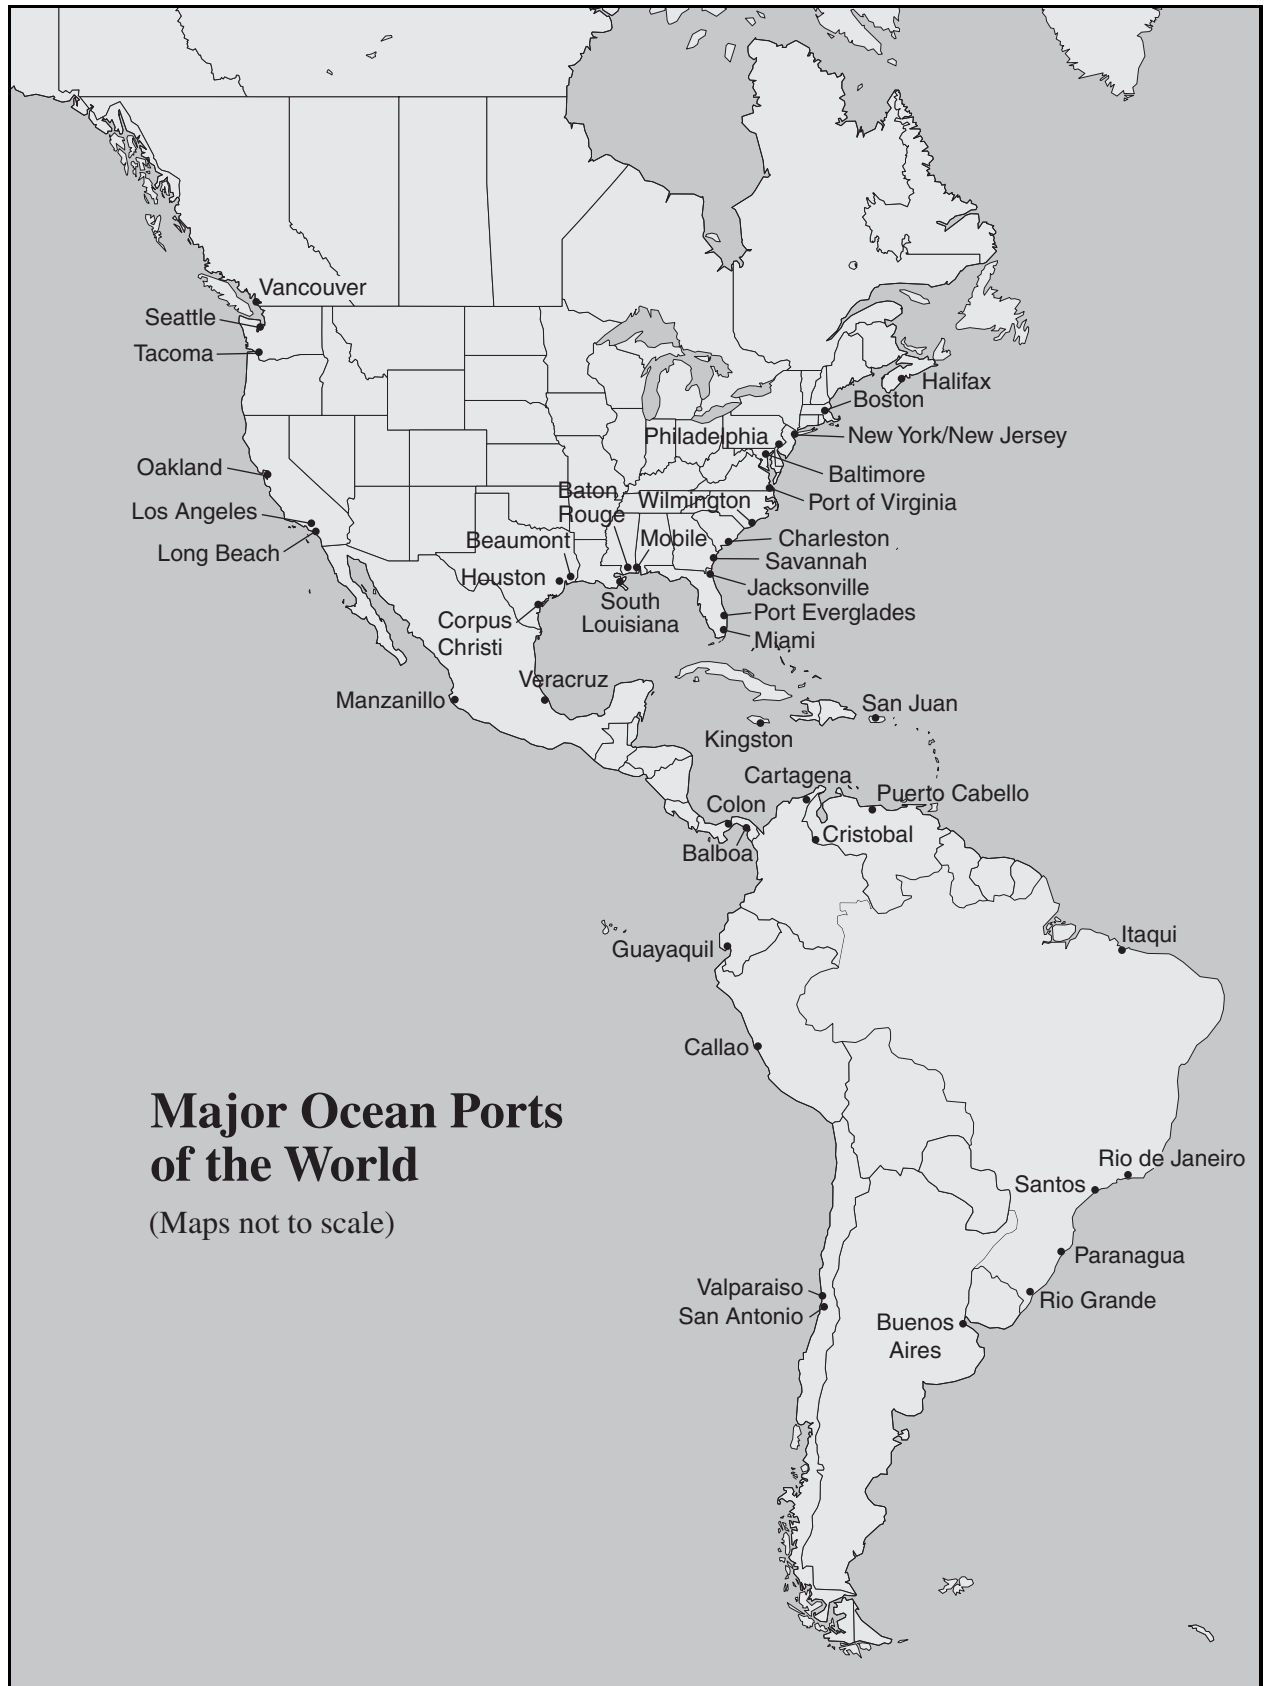 Vancouver
Seattle
Tacoma
Halifax
Boston
Philadelphia
New York/New Jersey
Oakland
Baltimore
Baton
Rouge
Wilmington
Port of Virginia
Los Angeles
Long Beach
Beaumont
Mobile
Charleston
Savannah
Houston
Jacksonville
South
Louisiana
Port Everglades
Corpus
Christi
Miami
Veracruz
Manzanillo
San Juan
Kingston
Cartagena
Puerto Cabello
Colon
Cristobal
Balboa
Itaqui
Guayaquil
Callao
Major Ocean Ports
of the World
(Maps not to scale)
Rio de Janeiro
Santos
Paranagua
Valparaiso
San Antonio
Rio Grande
Buenos
Aires